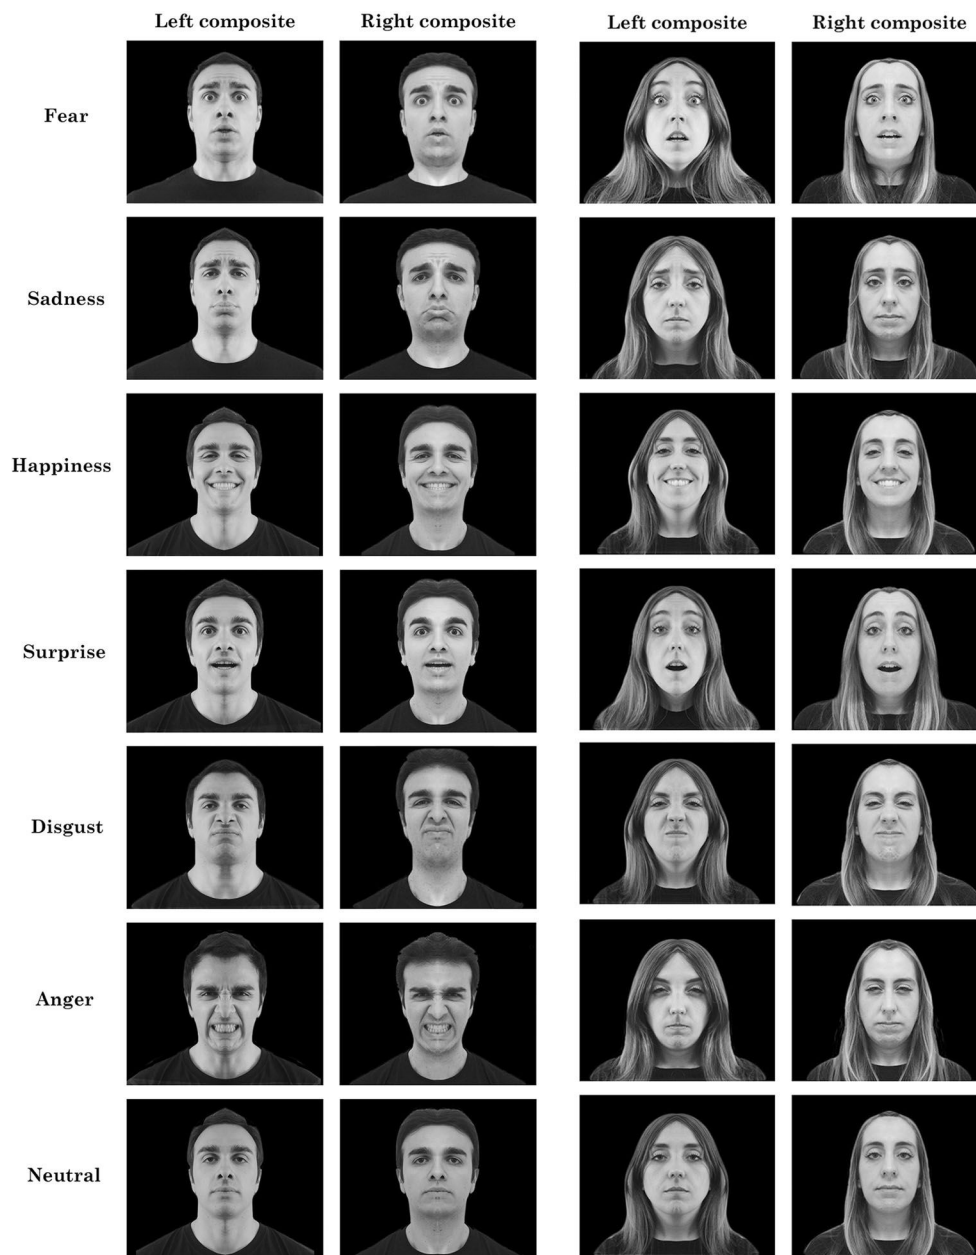 Left composite Right composite Left composite Right composite
Fear
Sadness
Happiness
Surprise
Disgust
Anger
Neutral